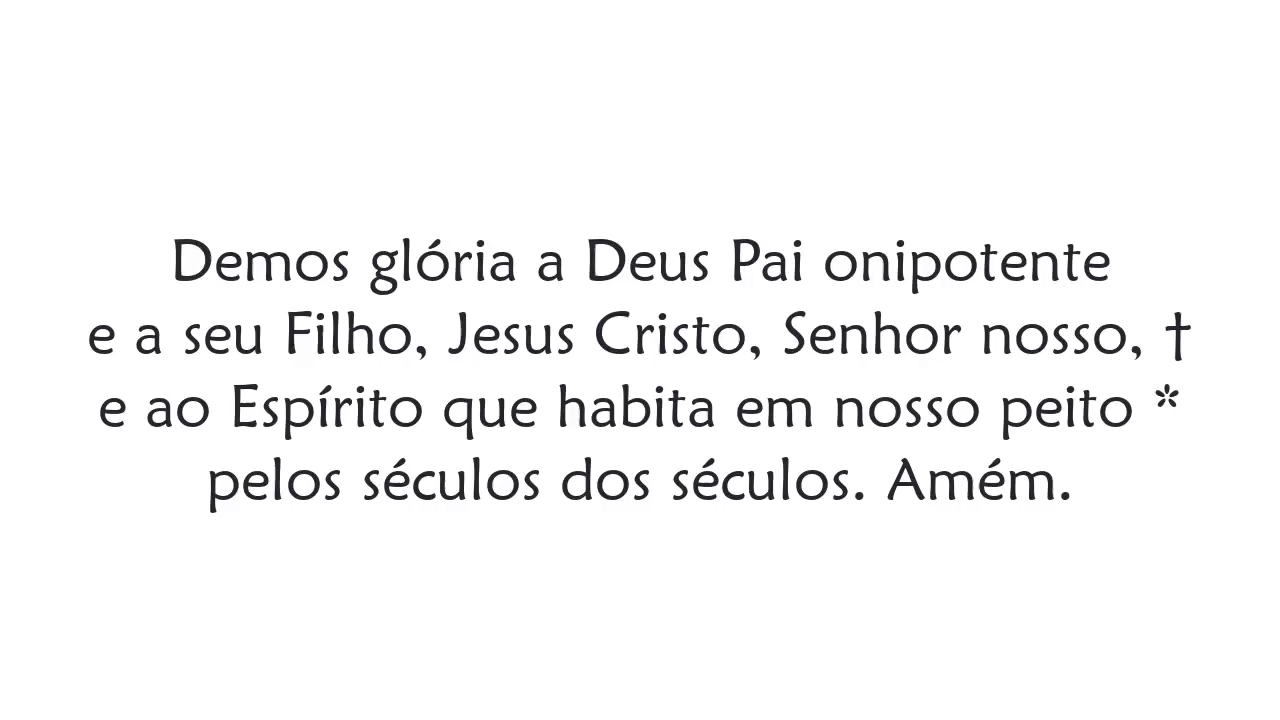 Demos glória a Deus Pai onipotente
e a seu Filho, Jesus Cristo, Senhor nosso, †
e ao Espírito que habita em nosso peito *
pelos séculos dos séculos. Amém.